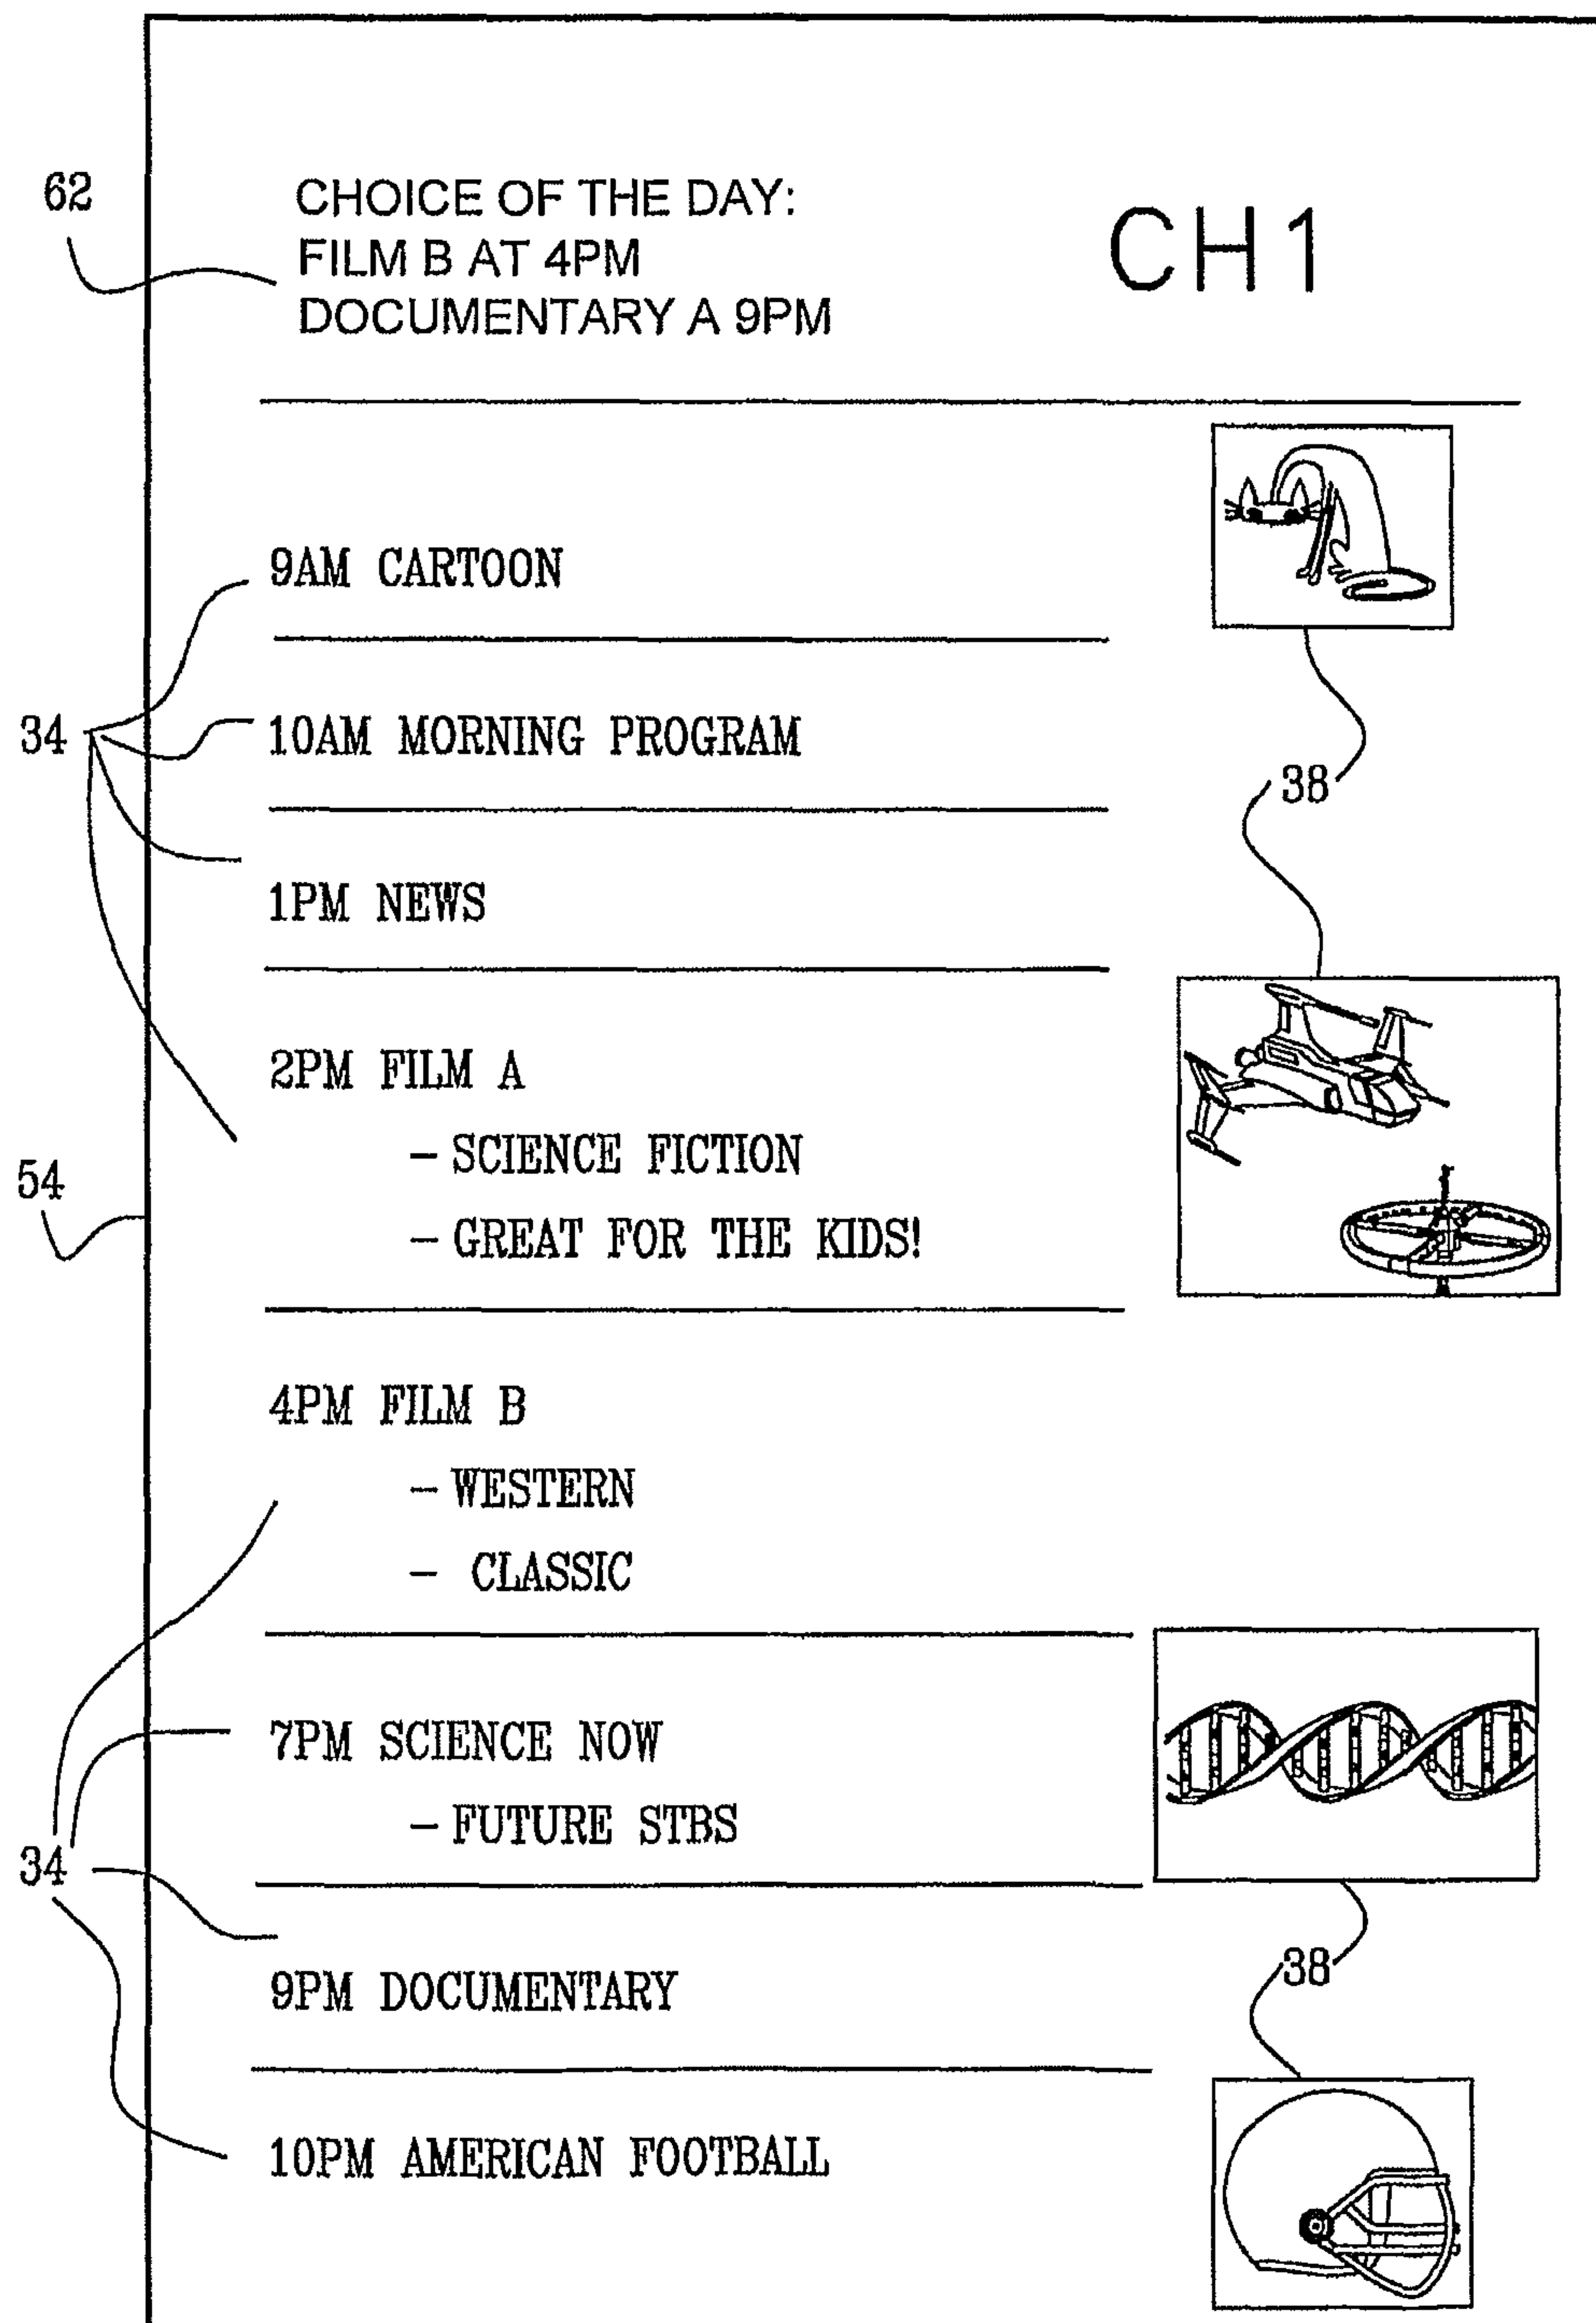 62
CHOICE OF THE DAY:
FILM B AT 4PM
DOCUMENTARY A 9PM
CH1
9AM CARTOON
34
10AM MORNING PROGRAM
38
1PM NEWS
2PM FILM A
– SCIENCE FICTION
54
– GREAT FOR THE KIDS!
4PM FILM B
– WESTERN
– CLASSIC
7PM SCIENCE NOW
– FUTURE STBS
34
38
9PM DOCUMENTARY
10PM AMERICAN FOOTBALL